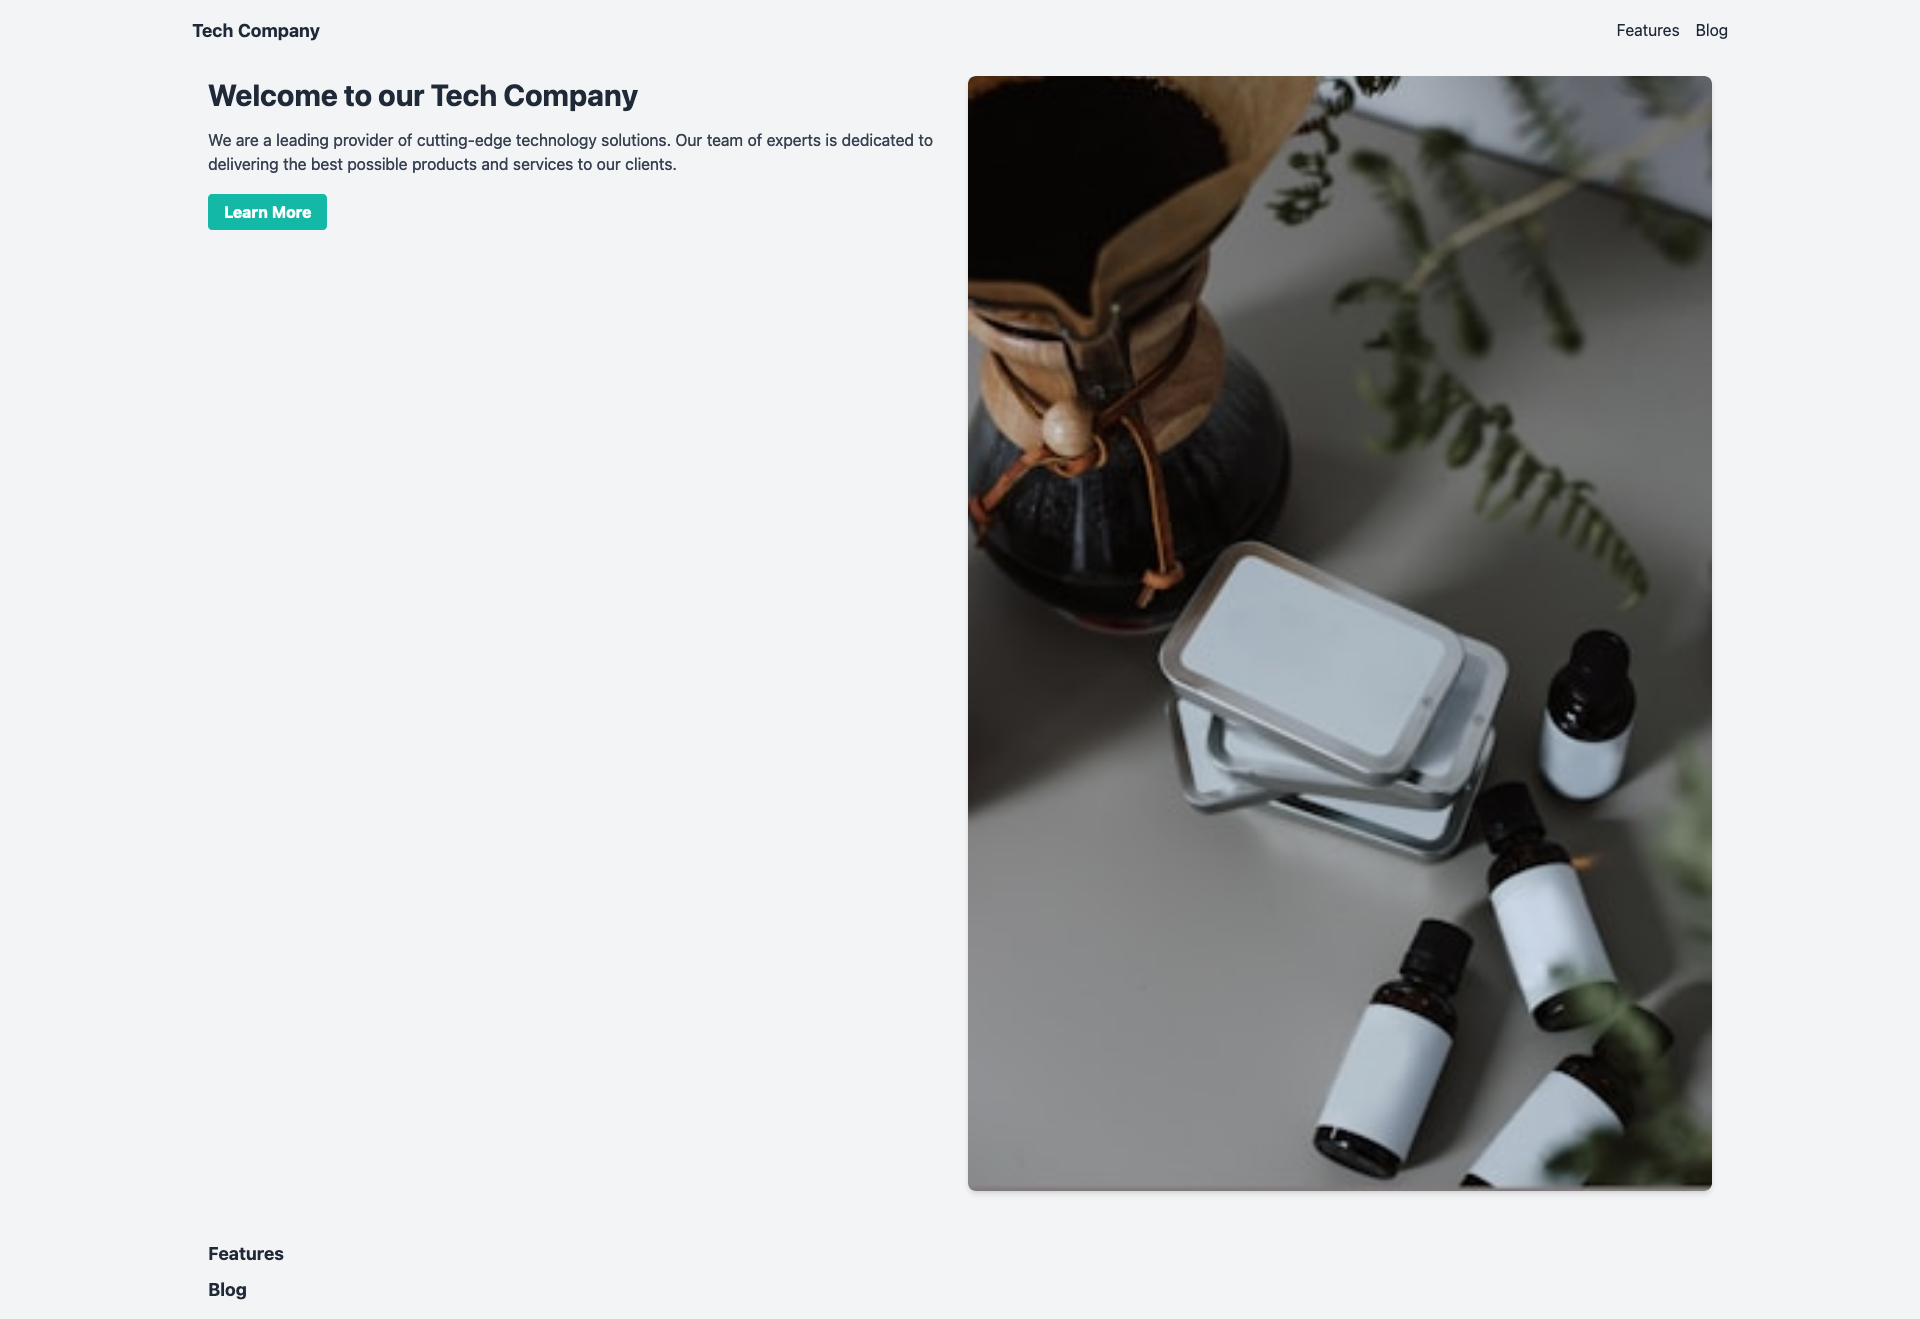 Tech Company
Features
Blog
Welcome to our Tech Company
We are a leading provider of cutting-edge technology solutions. Our team of experts is dedicated to
delivering the best possible products and services to our clients.
Learn More
Features
Blog